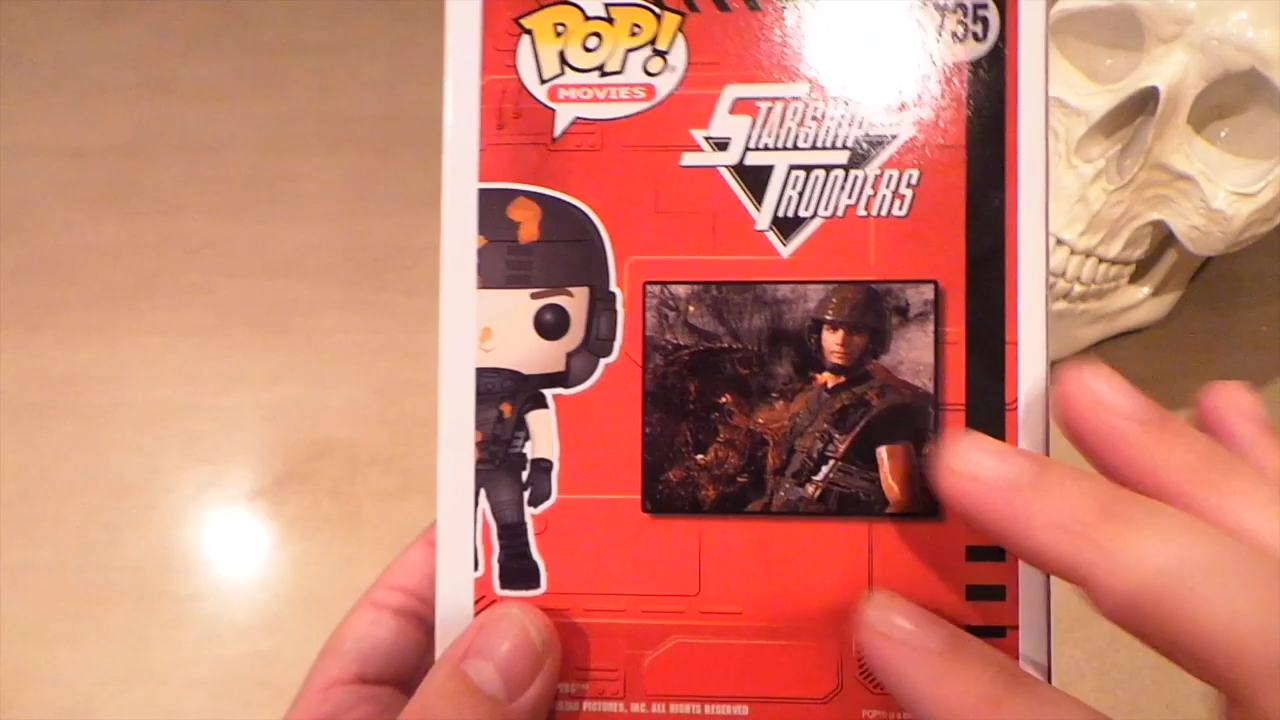 POP!
MOVIES
735
STARSHIP
TROOPERS
PICTURES, INC. ALL RIGHTS RESERVED